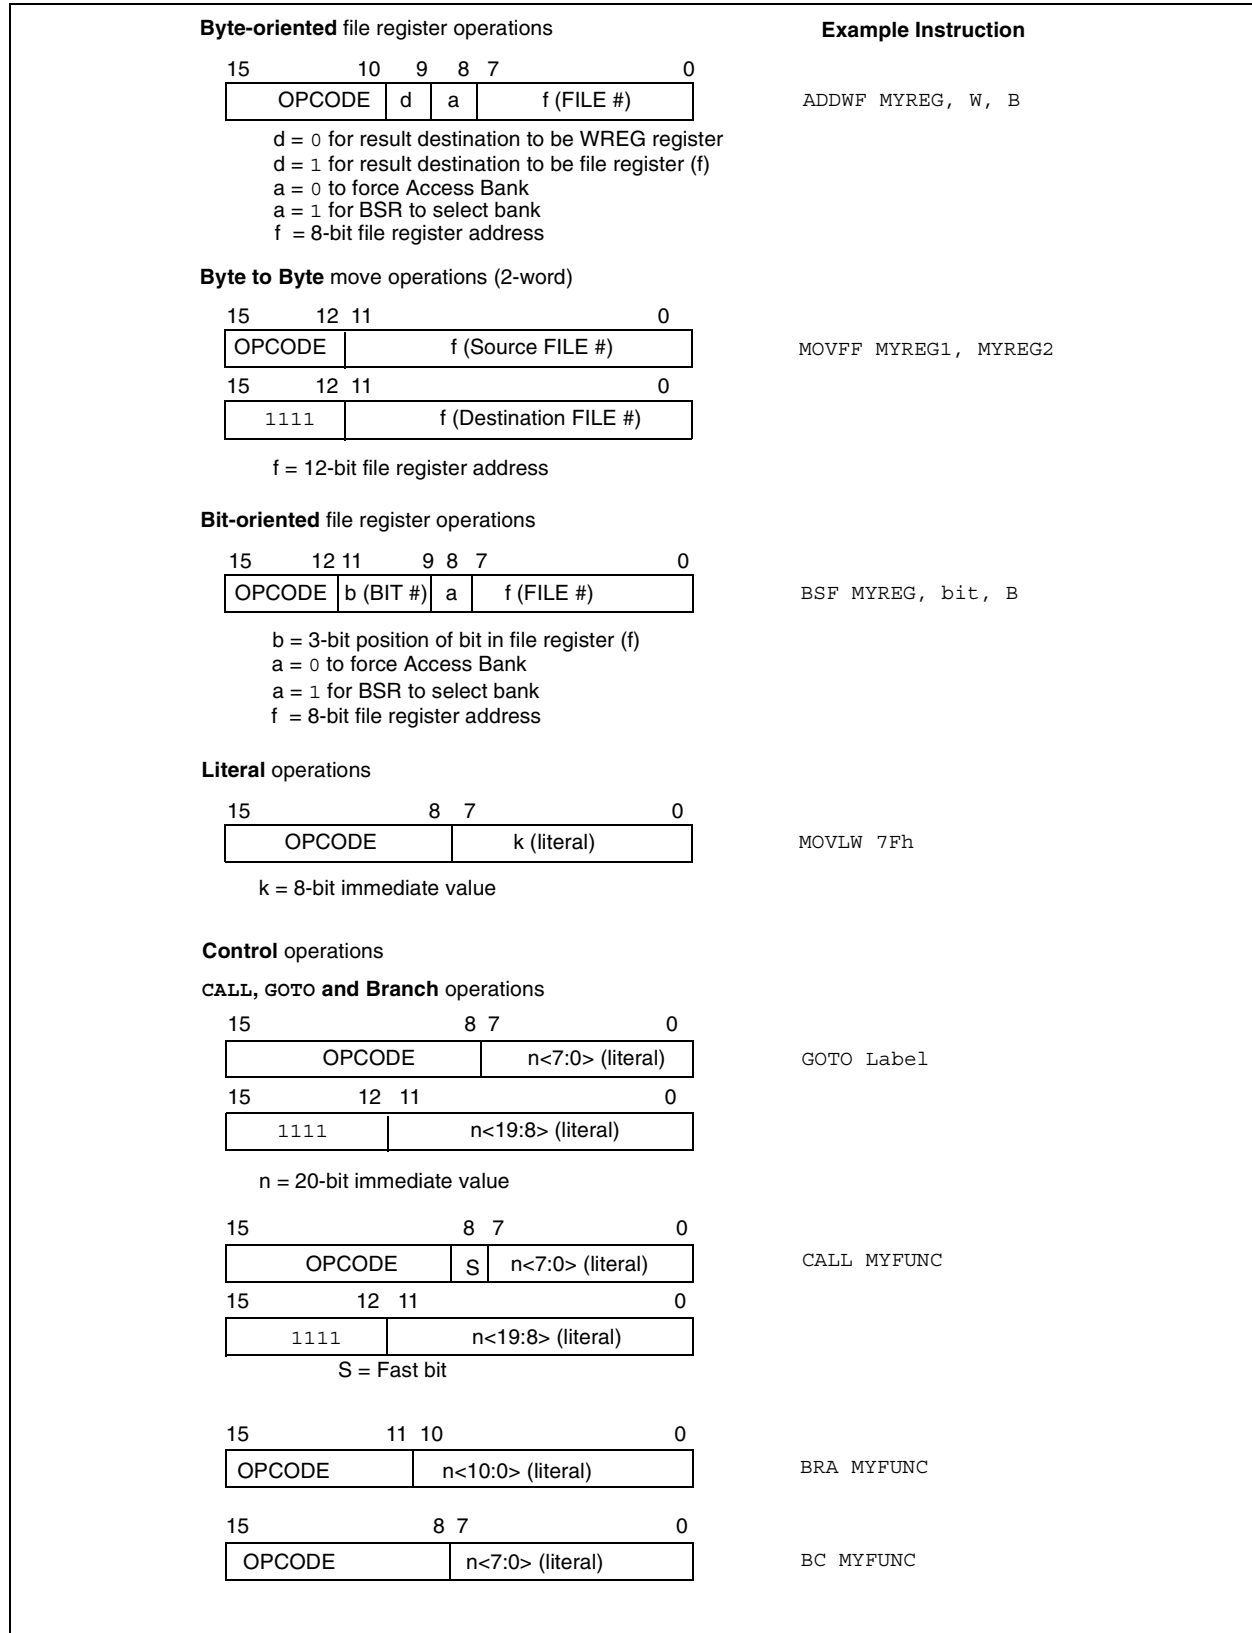 Byte-oriented file register operations
Example Instruction
15 10 9 8 7 0
OPCODE d a f (FILE #)
ADDWF MYREG, W, B
d = 0 for result destination to be WREG register
d = 1 for result destination to be file register (f)
a = 0 to force Access Bank
a = 1 for BSR to select bank
f = 8-bit file register address
Byte to Byte move operations (2-word)
15 12 11 0
OPCODE f (Source FILE #)
MOVFF MYREG1, MYREG2
15 12 11 0
1111 f (Destination FILE #)
f = 12-bit file register address
Bit-oriented file register operations
15 12 11 9 8 7 0
OPCODE b (BIT #) a f (FILE #)
BSF MYREG, bit, B
b = 3-bit position of bit in file register (f)
a = 0 to force Access Bank
a = 1 for BSR to select bank
f = 8-bit file register address
Literal operations
15 8 7 0
OPCODE k (literal)
MOVLW 7Fh
k = 8-bit immediate value
Control operations
CALL, GOTO and Branch operations
15 8 7 0
OPCODE n<7:0> (literal)
GOTO Label
15 12 11 0
1111 n<19:8> (literal)
n = 20-bit immediate value
15 8 7 0
OPCODE S n<7:0> (literal)
CALL MYFUNC
15 12 11 0
1111 n<19:8> (literal)
S = Fast bit
15 11 10 0
OPCODE n<10:0> (literal)
BRA MYFUNC
15 8 7 0
OPCODE n<7:0> (literal)
BC MYFUNC